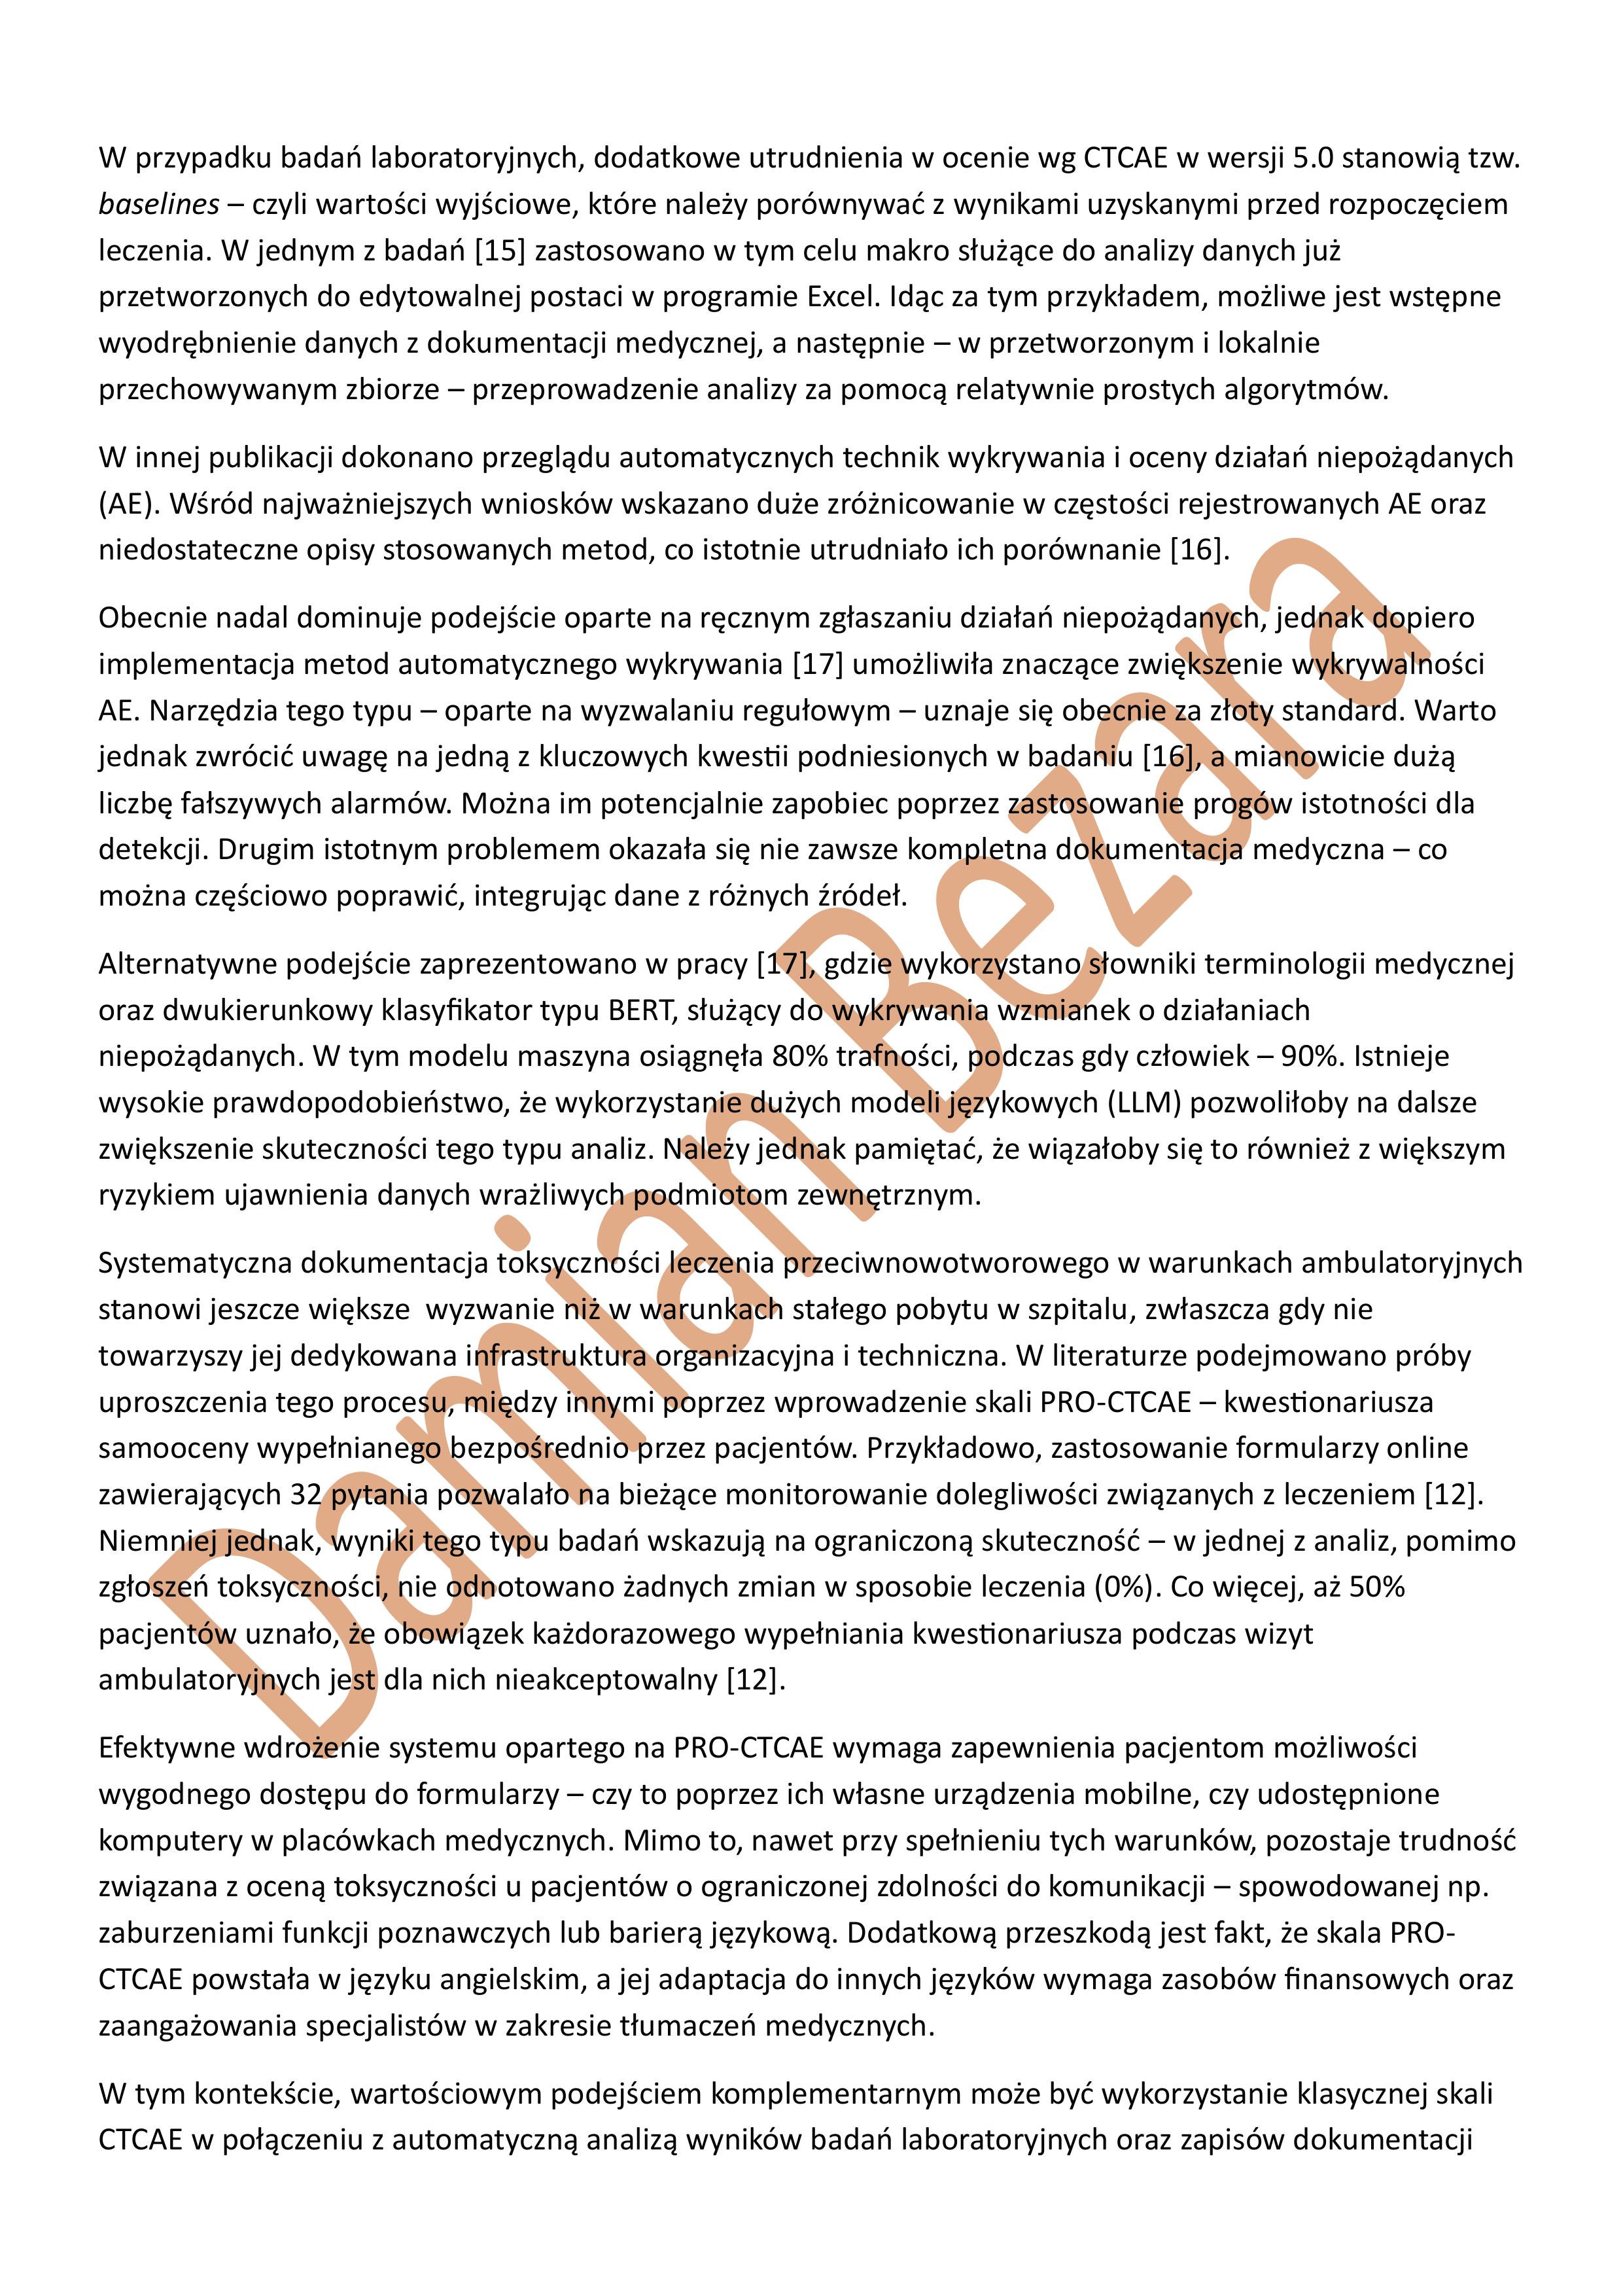 W przypadku badań laboratoryjnych, dodatkowe utrudnienia w ocenie wg CTCAE w wersji 5.0 stanowią tzw.
baselines – czyli wartości wyjściowe, które należy porównywać z wynikami uzyskanymi przed rozpoczęciem
leczenia. W jednym z badań [15] zastosowano w tym celu makro służące do analizy danych już
przetworzonych do edytowalnej postaci w programie Excel. Idąc za tym przykładem, możliwe jest wstępne
wyodrębnienie danych z dokumentacji medycznej, a następnie – w przetworzonym i lokalnie
przechowywanym zbiorze – przeprowadzenie analizy za pomocą relatywnie prostych algorytmów.
W innej publikacji dokonano przeglądu automatycznych technik wykrywania i oceny działań niepożądanych
(AE). Wśród najważniejszych wniosków wskazano duże zróżnicowanie w częstości rejestrowanych AE oraz
niedostateczne opisy stosowanych metod, co istotnie utrudniało ich porównanie [16].
Obecnie nadal dominuje podejście oparte na ręcznym zgłaszaniu działań niepożądanych, jednak dopiero
implementacja metod automatycznego wykrywania [17] umożliwiła znaczące zwiększenie wykrywalności
AE. Narzędzia tego typu – oparte na wyzwalaniu regułowym – uznaje się obecnie za złoty standard. Warto
jednak zwrócić uwagę na jedną z kluczowych kwestii podniesionych w badaniu [16], a mianowicie dużą
liczbę fałszywych alarmów. Można im potencjalnie zapobiec poprzez zastosowanie progów istotności dla
detekcji. Drugim istotnym problemem okazała się nie zawsze kompletna dokumentacja medyczna – co
można częściowo poprawić, integrując dane z różnych źródeł.
Alternatywne podejście zaprezentowano w pracy [17], gdzie wykorzystano słowniki terminologii medycznej
oraz dwukierunkowy klasyfikator typu BERT, służący do wykrywania wzmianek o działaniach
niepożądanych. W tym modelu maszyna osiągnęła 80% trafności, podczas gdy człowiek – 90%. Istnieje
wysokie prawdopodobieństwo, że wykorzystanie dużych modeli językowych (LLM) pozwoliłoby na dalsze
zwiększenie skuteczności tego typu analiz. Należy jednak pamiętać, że wiązałoby się to również z większym
ryzykiem ujawnienia danych wrażliwych podmiotom zewnętrznym.
Systematyczna dokumentacja toksyczności leczenia przeciwnowotworowego w warunkach ambulatoryjnych
stanowi jeszcze większe  wyzwanie niż w warunkach stałego pobytu w szpitalu, zwłaszcza gdy nie
towarzyszy jej dedykowana infrastruktura organizacyjna i techniczna. W literaturze podejmowano próby
uproszczenia tego procesu, między innymi poprzez wprowadzenie skali PRO-CTCAE – kwestionariusza
samooceny wypełnianego bezpośrednio przez pacjentów. Przykładowo, zastosowanie formularzy online
zawierających 32 pytania pozwalało na bieżące monitorowanie dolegliwości związanych z leczeniem [12].
Niemniej jednak, wyniki tego typu badań wskazują na ograniczoną skuteczność – w jednej z analiz, pomimo
zgłoszeń toksyczności, nie odnotowano żadnych zmian w sposobie leczenia (0%). Co więcej, aż 50%
pacjentów uznało, że obowiązek każdorazowego wypełniania kwestionariusza podczas wizyt
ambulatoryjnych jest dla nich nieakceptowalny [12].
Efektywne wdrożenie systemu opartego na PRO-CTCAE wymaga zapewnienia pacjentom możliwości
wygodnego dostępu do formularzy – czy to poprzez ich własne urządzenia mobilne, czy udostępnione
komputery w placówkach medycznych. Mimo to, nawet przy spełnieniu tych warunków, pozostaje trudność
związana z oceną toksyczności u pacjentów o ograniczonej zdolności do komunikacji – spowodowanej np.
zaburzeniami funkcji poznawczych lub barierą językową. Dodatkową przeszkodą jest fakt, że skala PRO-
CTCAE powstała w języku angielskim, a jej adaptacja do innych języków wymaga zasobów finansowych oraz
zaangażowania specjalistów w zakresie tłumaczeń medycznych.
W tym kontekście, wartościowym podejściem komplementarnym może być wykorzystanie klasycznej skali
CTCAE w połączeniu z automatyczną analizą wyników badań laboratoryjnych oraz zapisów dokumentacji
Damian Bezara